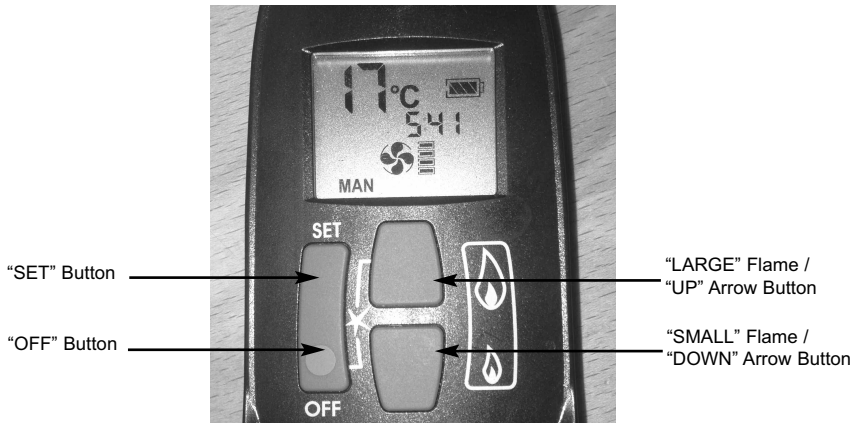 17°C
5:41
MAN
SET
“SET” Button
“LARGE” Flame /
“UP” Arrow Button
“OFF” Button
“SMALL” Flame /
“DOWN” Arrow Button
OFF